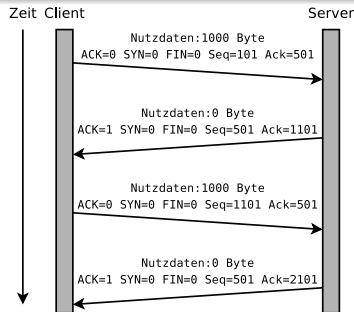 Zeit Client Server
Nutzdaten:1000 Byte
ACK=0 SYN=0 FIN=0 Seq=101 Ack=501
Nutzdaten:0 Byte
ACK=1 SYN=0 FIN=0 Seq=501 Ack=1101
Nutzdaten:1000 Byte
ACK=0 SYN=0 FIN=0 Seq=1101 Ack=501
Nutzdaten:0 Byte
ACK=1 SYN=0 FIN=0 Seq=501 Ack=2101